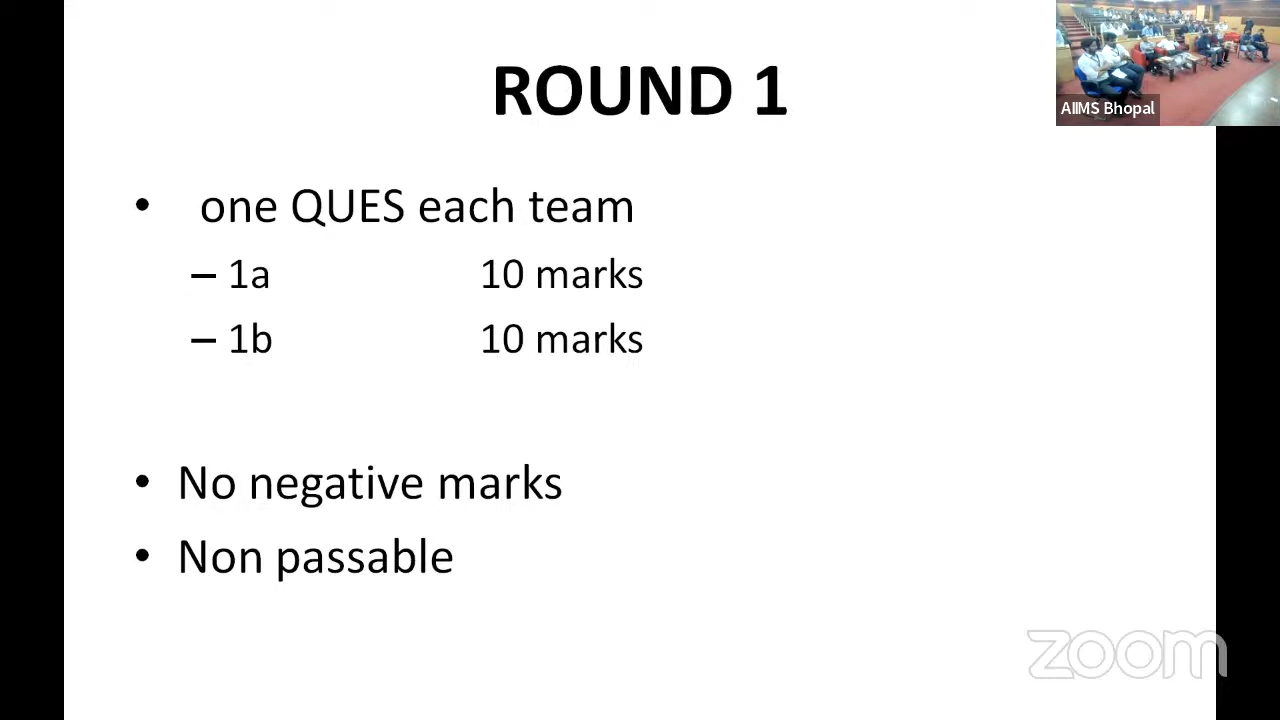 ROUND 1
AIIMS Bhopal
• one QUES each team
– 1a 10 marks
– 1b 10 marks
• No negative marks
• Non passable
zoom